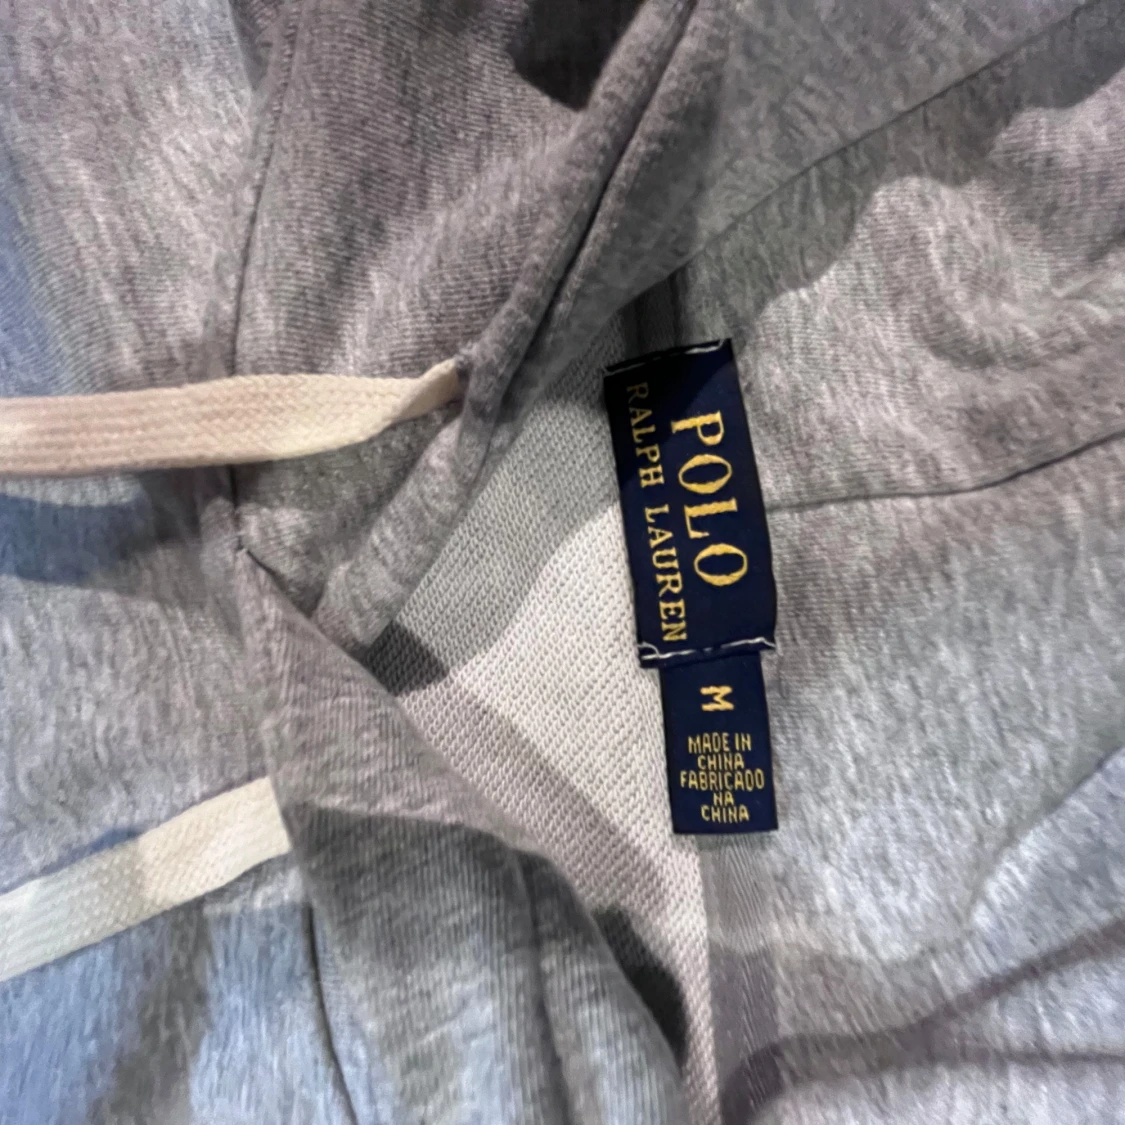 POLO
RALPH LAUREN
M
MADE IN
CHINA
FABRICADO
NA
CHINA